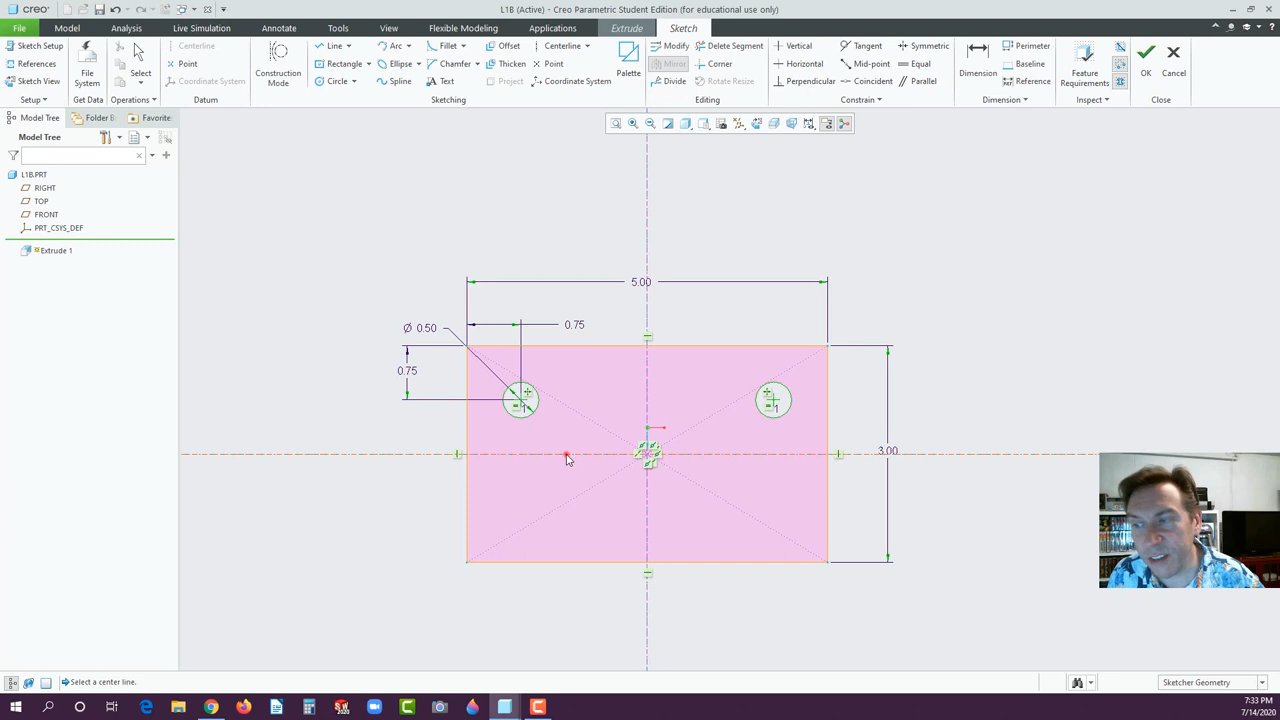 creo L1B (Active) - Creo Parametric Student Edition (for educational use only)
File Model Analysis Live Simulation Annotate Tools View Flexible Modeling Applications Extrude Sketch
Sketch Setup Centerline Line Arc Fillet Offset Centerline Modify Delete Segment Vertical Tangent Symmetric Perimeter
References Point Rectangle Ellipse Chamfer Thicken Point Mirror Corner Horizontal Mid-point Equal Baseline
Sketch View Coordinate System Circle Spline Text Project Coordinate System Divide Rotate Resize Perpendicular Coincident Parallel Reference
File System Select Construction Mode Palette Dimension Feature Requirements OK Cancel
Setup Get Data Operations Datum Sketching Editing Constrain Dimension Inspect Close
Model Tree Folder B Favorite
Model Tree
L1B.PRT
RIGHT
TOP
FRONT
PRT_CSYS_DEF
Extrude 1
5.00
Ø 0.50 0.75
0.75
1 1
3.00
Select a center line. Sketcher Geometry
SW 2020
7:33 PM
7/14/2020